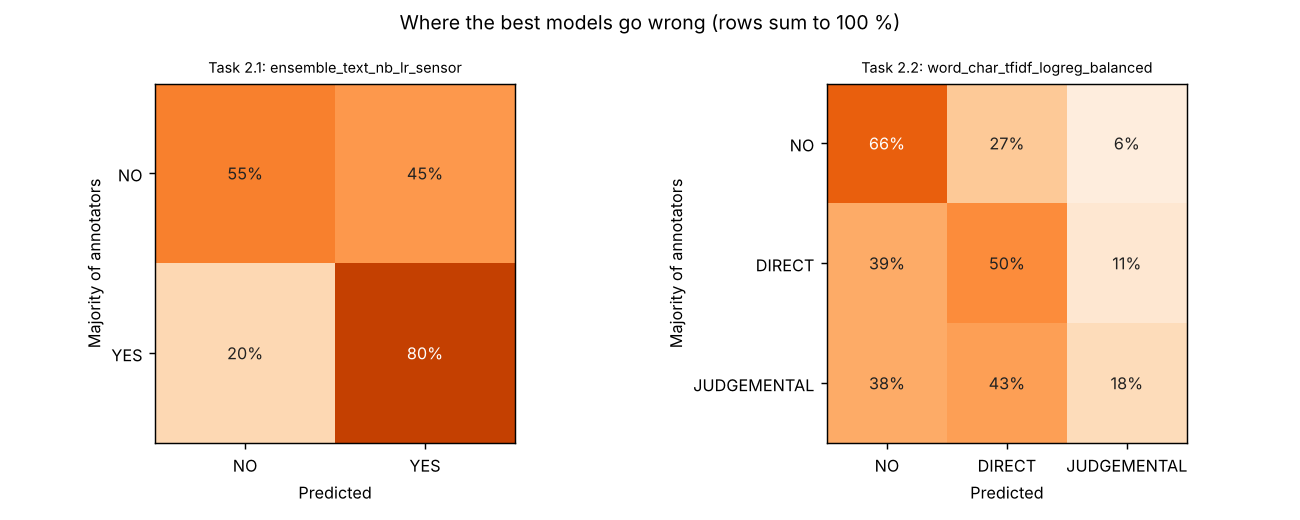 Where the best models go wrong (rows sum to 100 %)
Task 2.1: ensemble_text_nb_lr_sensor
Majority of annotators
NO
55%
45%
YES
20%
80%
NO
YES
Predicted
Task 2.2: word_char_tfidf_logreg_balanced
Majority of annotators
NO
66%
27%
6%
DIRECT
39%
50%
11%
JUDGEMENTAL
38%
43%
18%
NO
DIRECT
JUDGEMENTAL
Predicted